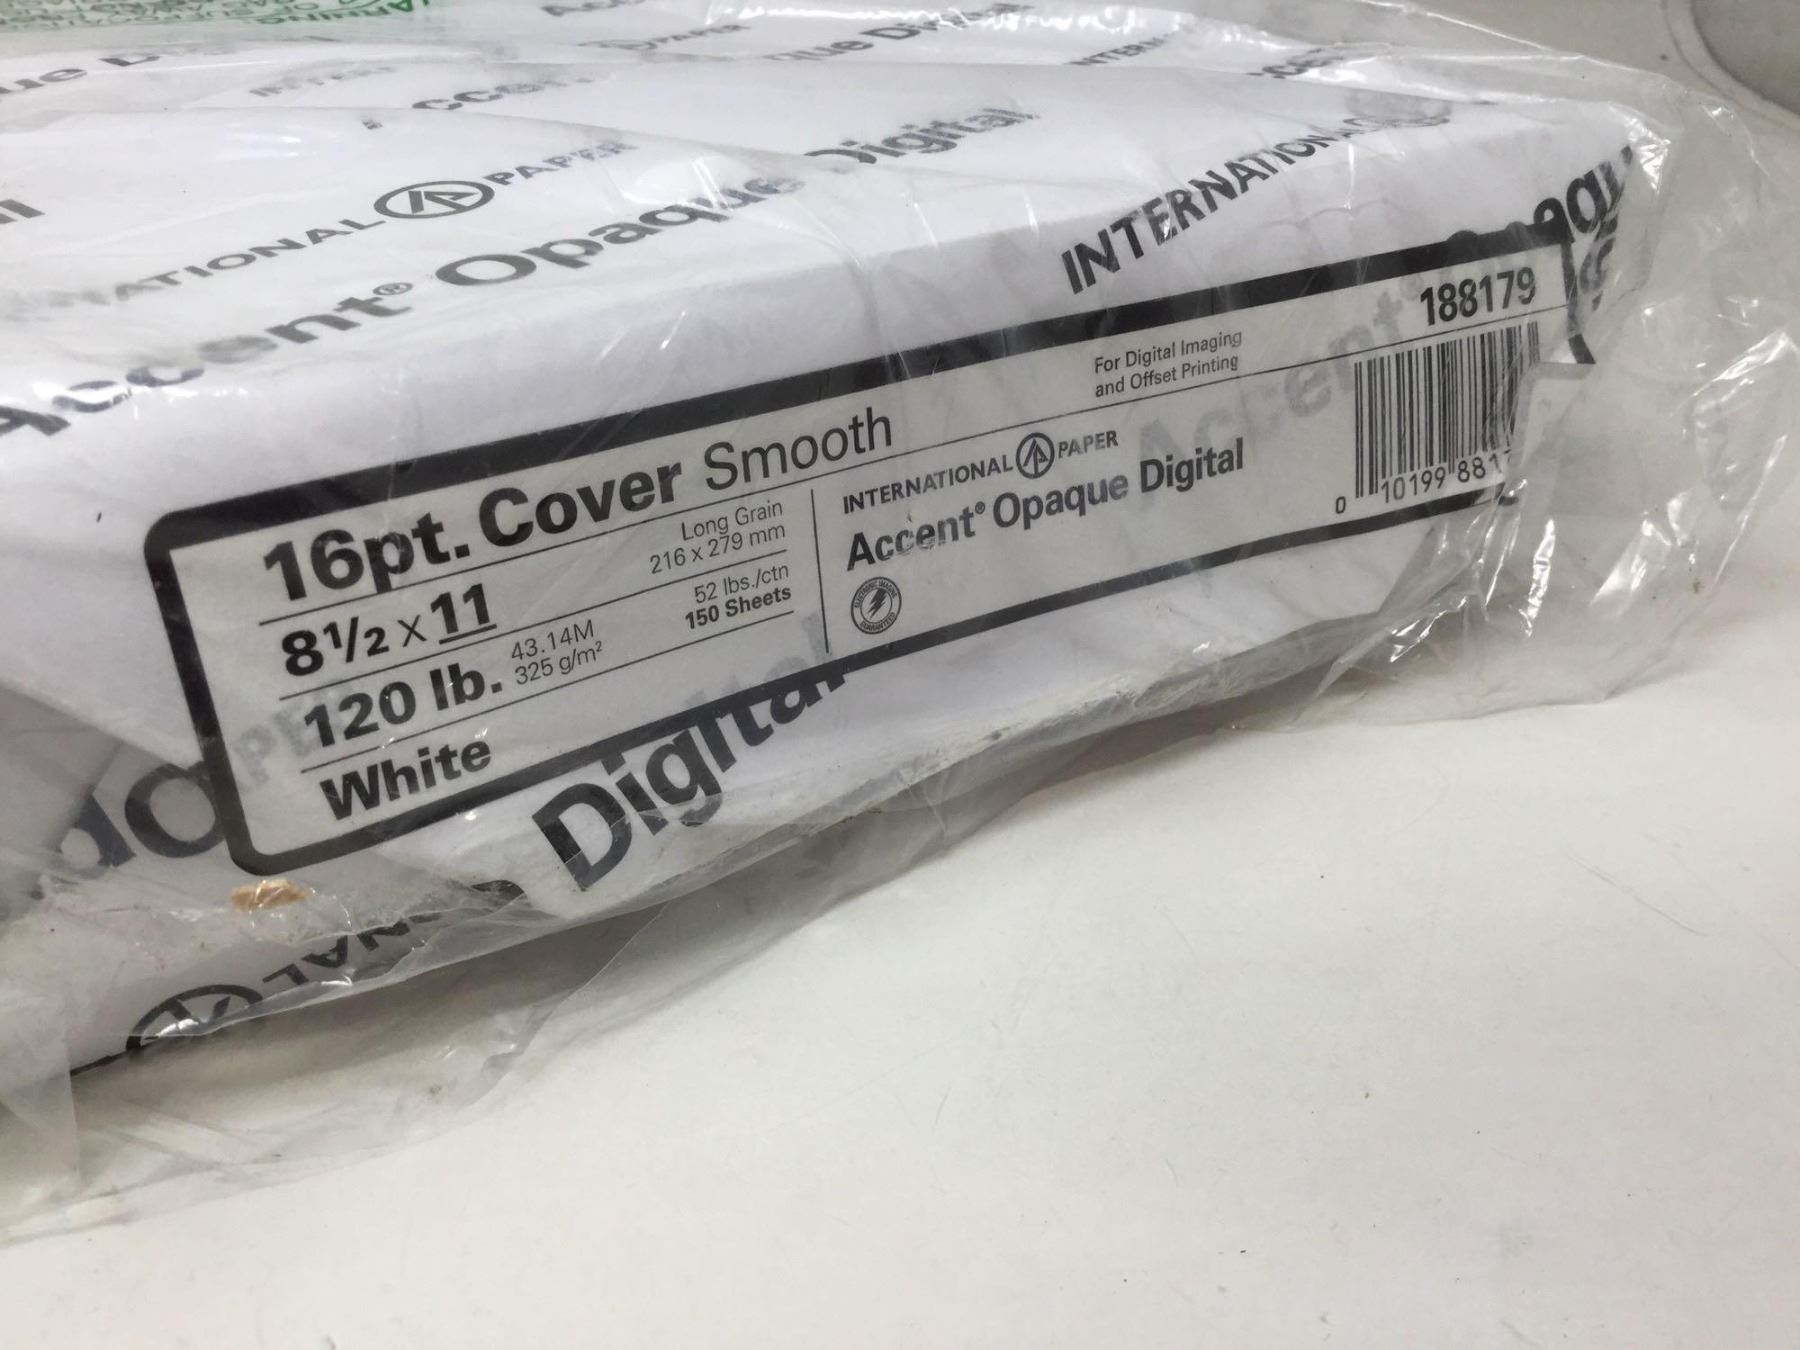 Accent® Opaque Digital
PAPER
INTERNATIONAL
188179
16pt. Cover Smooth
For Digital Imaging
and Offset Printing
8½ x 11
Long Grain
216 x 279 mm
120 lb.
43.14M
325 g/m²
52 lbs./ctn
150 Sheets
White
INTERNATIONAL PAPER
Accent® Opaque Digital
0 10199 881
Digital